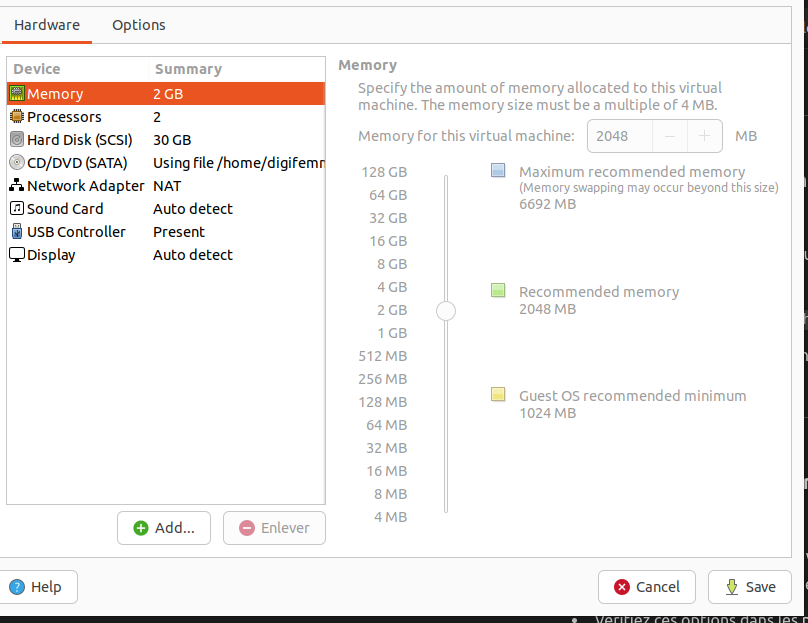 Hardware Options
Device Summary
Memory 2 GB
Processors 2
Hard Disk (SCSI) 30 GB
CD/DVD (SATA) Using file /home/digifemr
Network Adapter NAT
Sound Card Auto detect
USB Controller Present
Display Auto detect
Add...
Enlever
Memory
Specify the amount of memory allocated to this virtual
machine. The memory size must be a multiple of 4 MB.
Memory for this virtual machine: 2048 MB
128 GB
64 GB
32 GB
16 GB
8 GB
4 GB
2 GB
1 GB
512 MB
256 MB
128 MB
64 MB
32 MB
16 MB
8 MB
4 MB
Maximum recommended memory
(Memory swapping may occur beyond this size)
6692 MB
Recommended memory
2048 MB
Guest OS recommended minimum
1024 MB
Help
Cancel
Save
Vérifiez ces options dans les